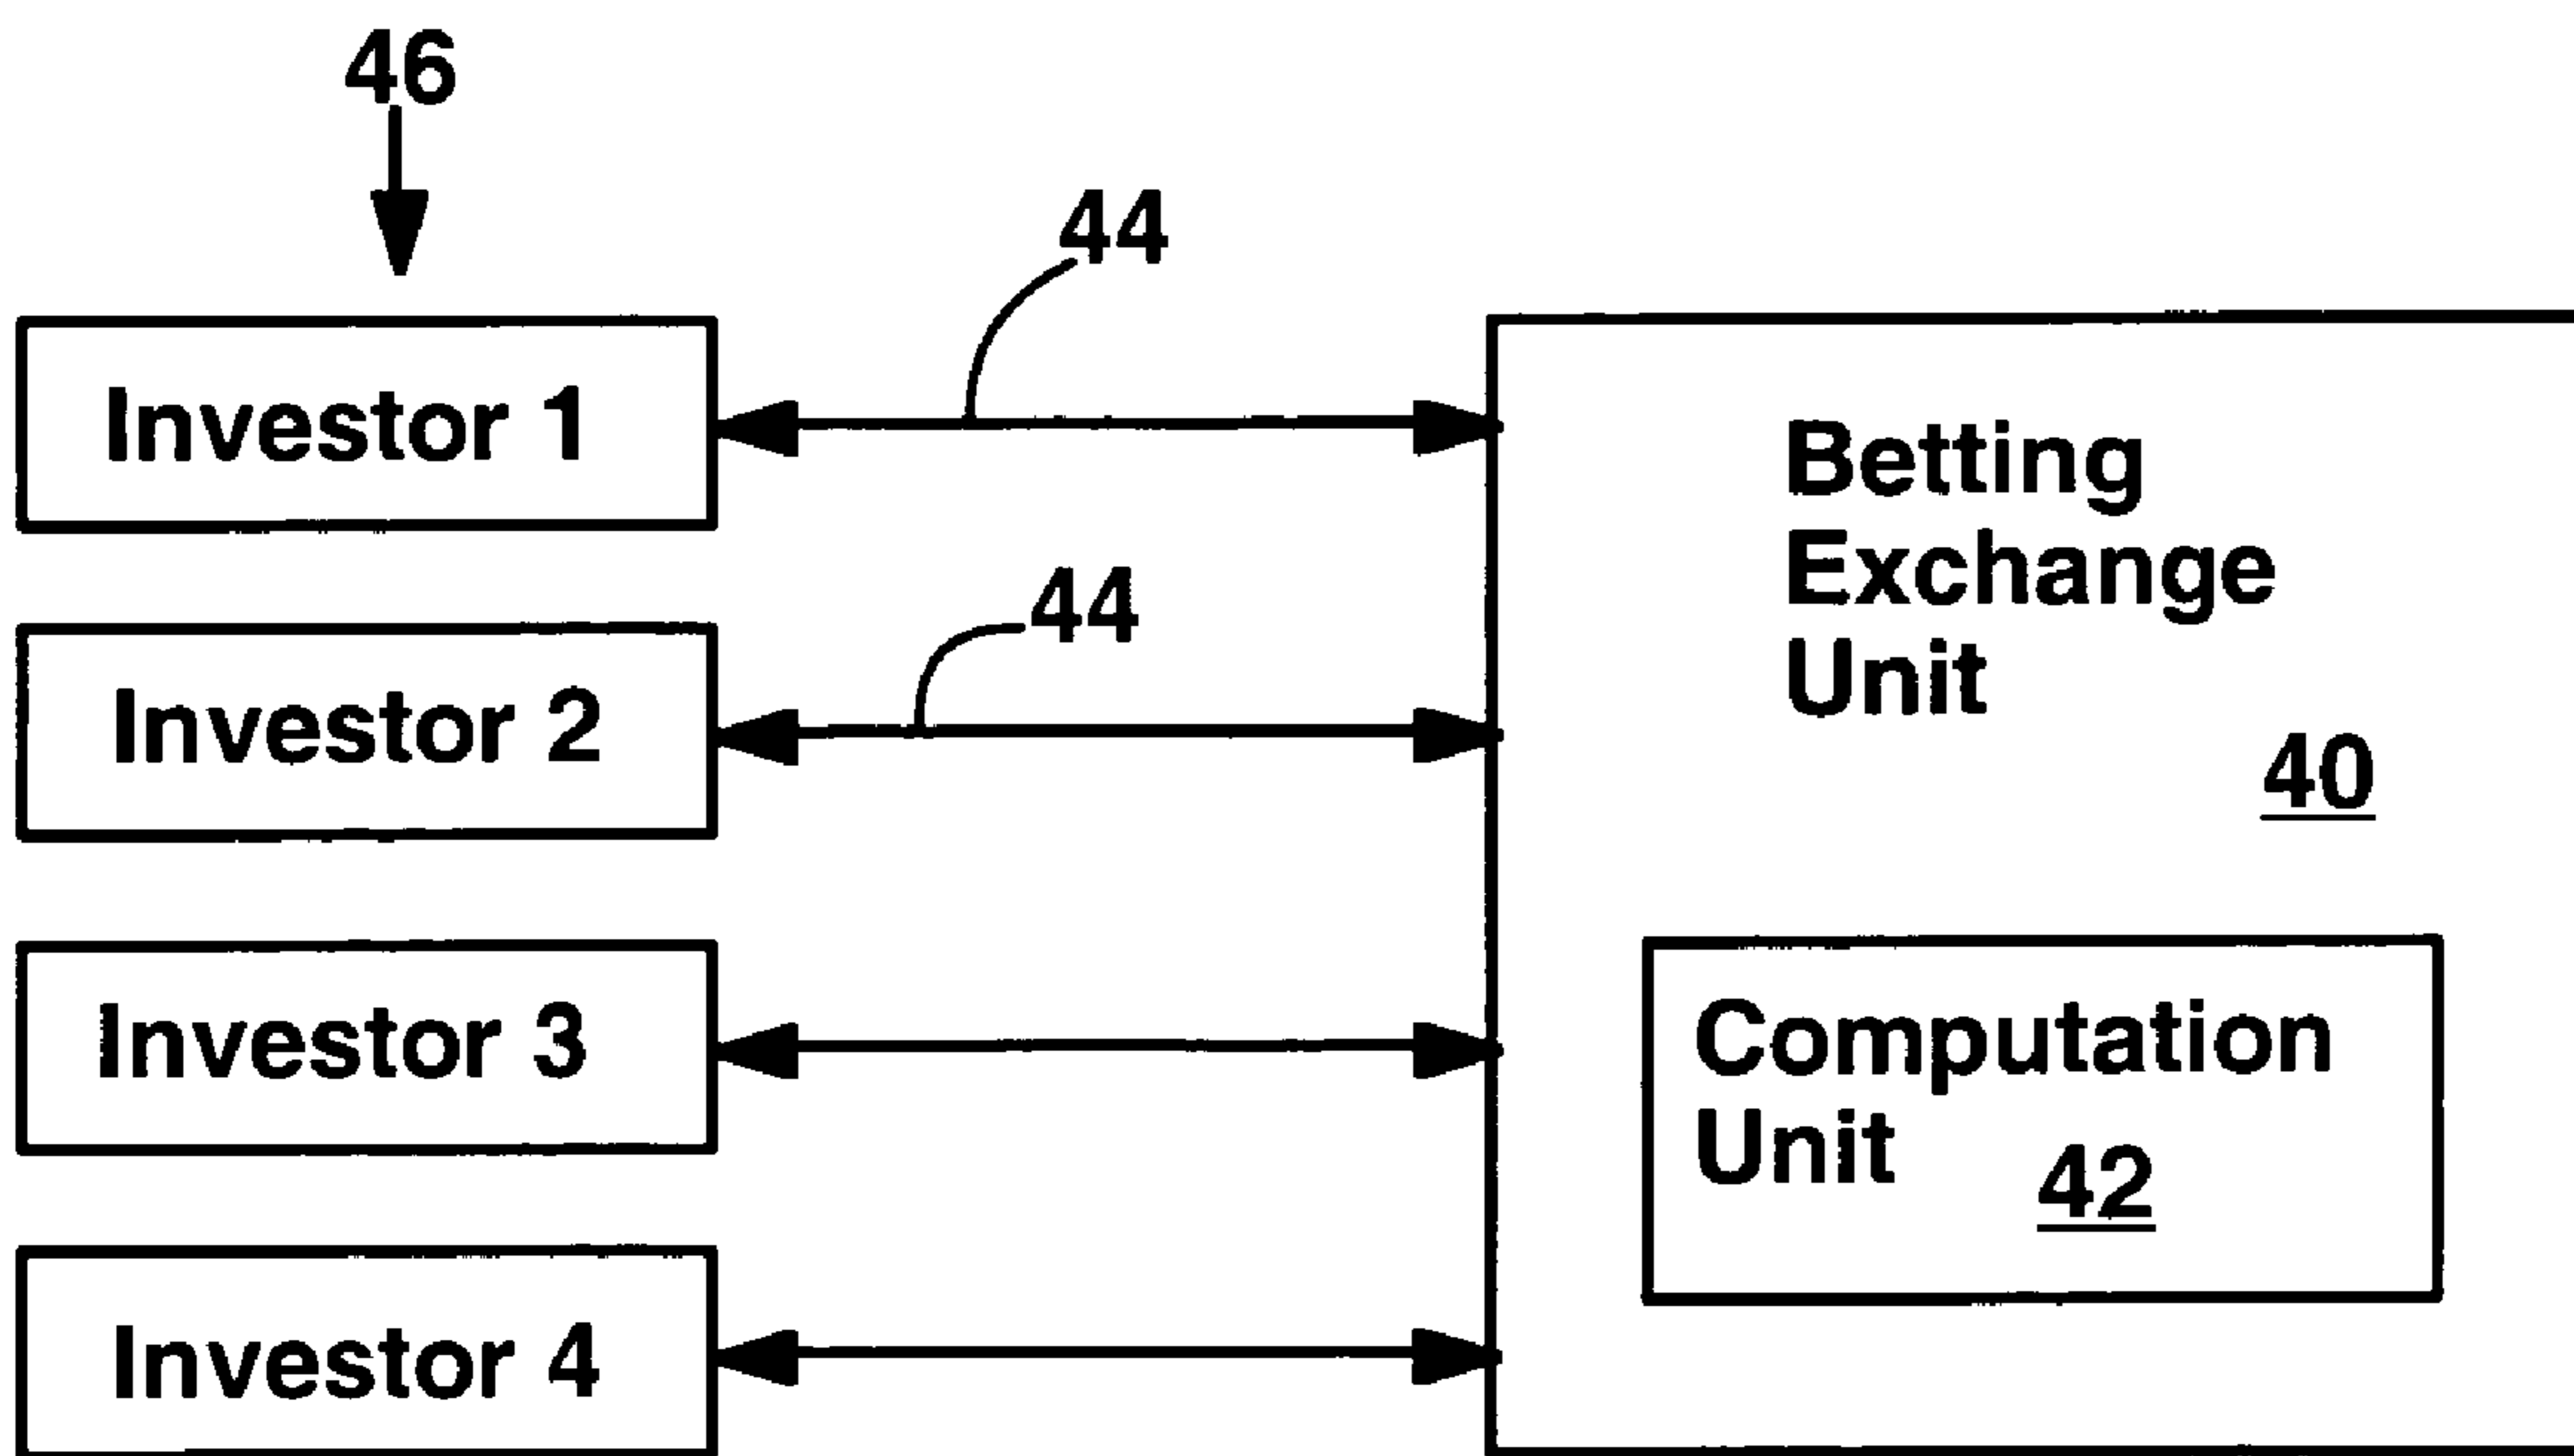 46
44
Investor 1
Betting
Exchange
Unit
44
Investor 2
40
Investor 3
Computation
Unit
42
Investor 4